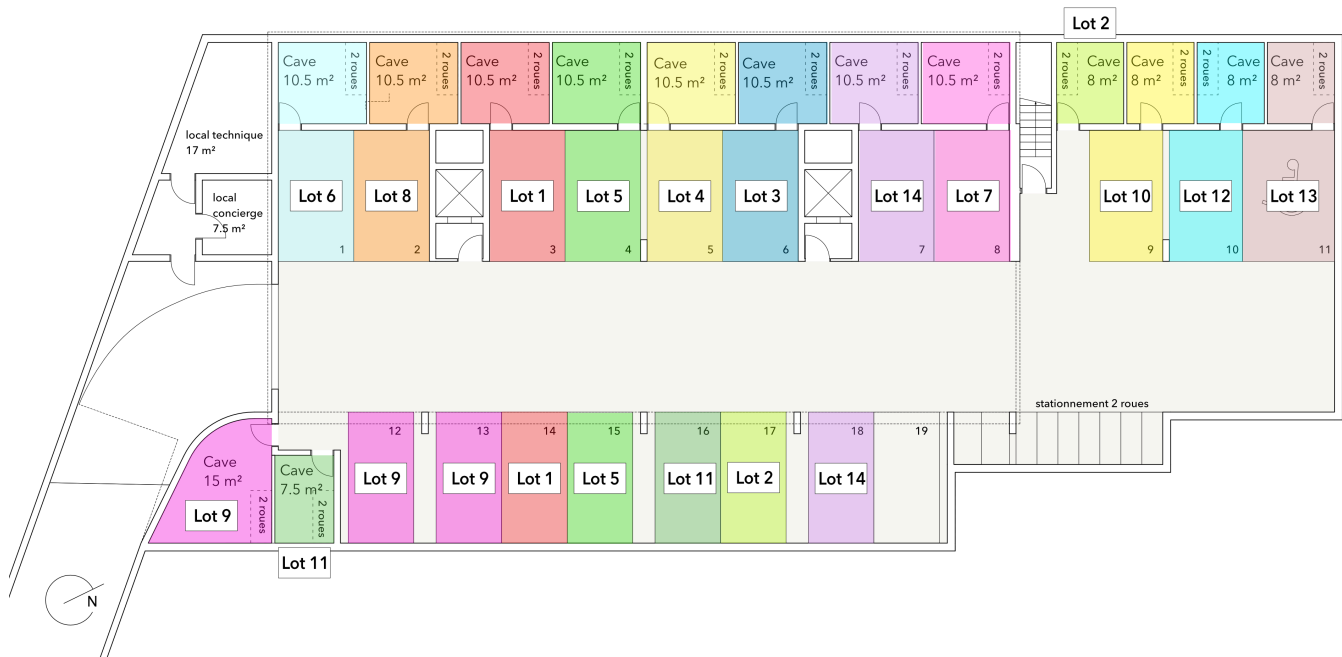 Lot 2
Cave
10.5 m²
2 roues
Cave
10.5 m²
2 roues
Cave
10.5 m²
2 roues
Cave
10.5 m²
2 roues
Cave
10.5 m²
2 roues
Cave
10.5 m²
2 roues
Cave
10.5 m²
2 roues
Cave
10.5 m²
2 roues
2 roues
Cave
8 m²
Cave
8 m²
2 roues
2 roues
Cave
8 m²
Cave
8 m²
2 roues
local technique
17 m²
local
concierge
7.5 m²
Lot 6
Lot 8
Lot 1
Lot 5
Lot 4
Lot 3
Lot 14
Lot 7
Lot 10
Lot 12
Lot 13
1
2
3
4
5
6
7
8
9
10
11
stationnement 2 roues
12
13
14
15
16
17
18
19
Cave
15 m²
Lot 9
2 roues
Cave
7.5 m²
2 roues
Lot 9
Lot 9
Lot 1
Lot 5
Lot 11
Lot 2
Lot 14
Lot 11
N